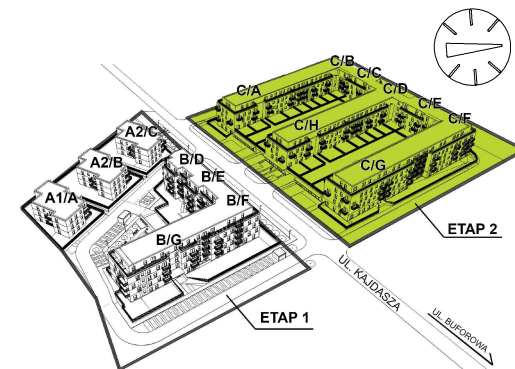 C/B
C/C
C/A
C/D
C/E
C/F
C/H
C/G
A2/C
A2/B
A1/A
B/D
B/E
B/F
B/G
ETAP 2
ETAP 1
UL. KAJDASZA
UL. BUFOROWA